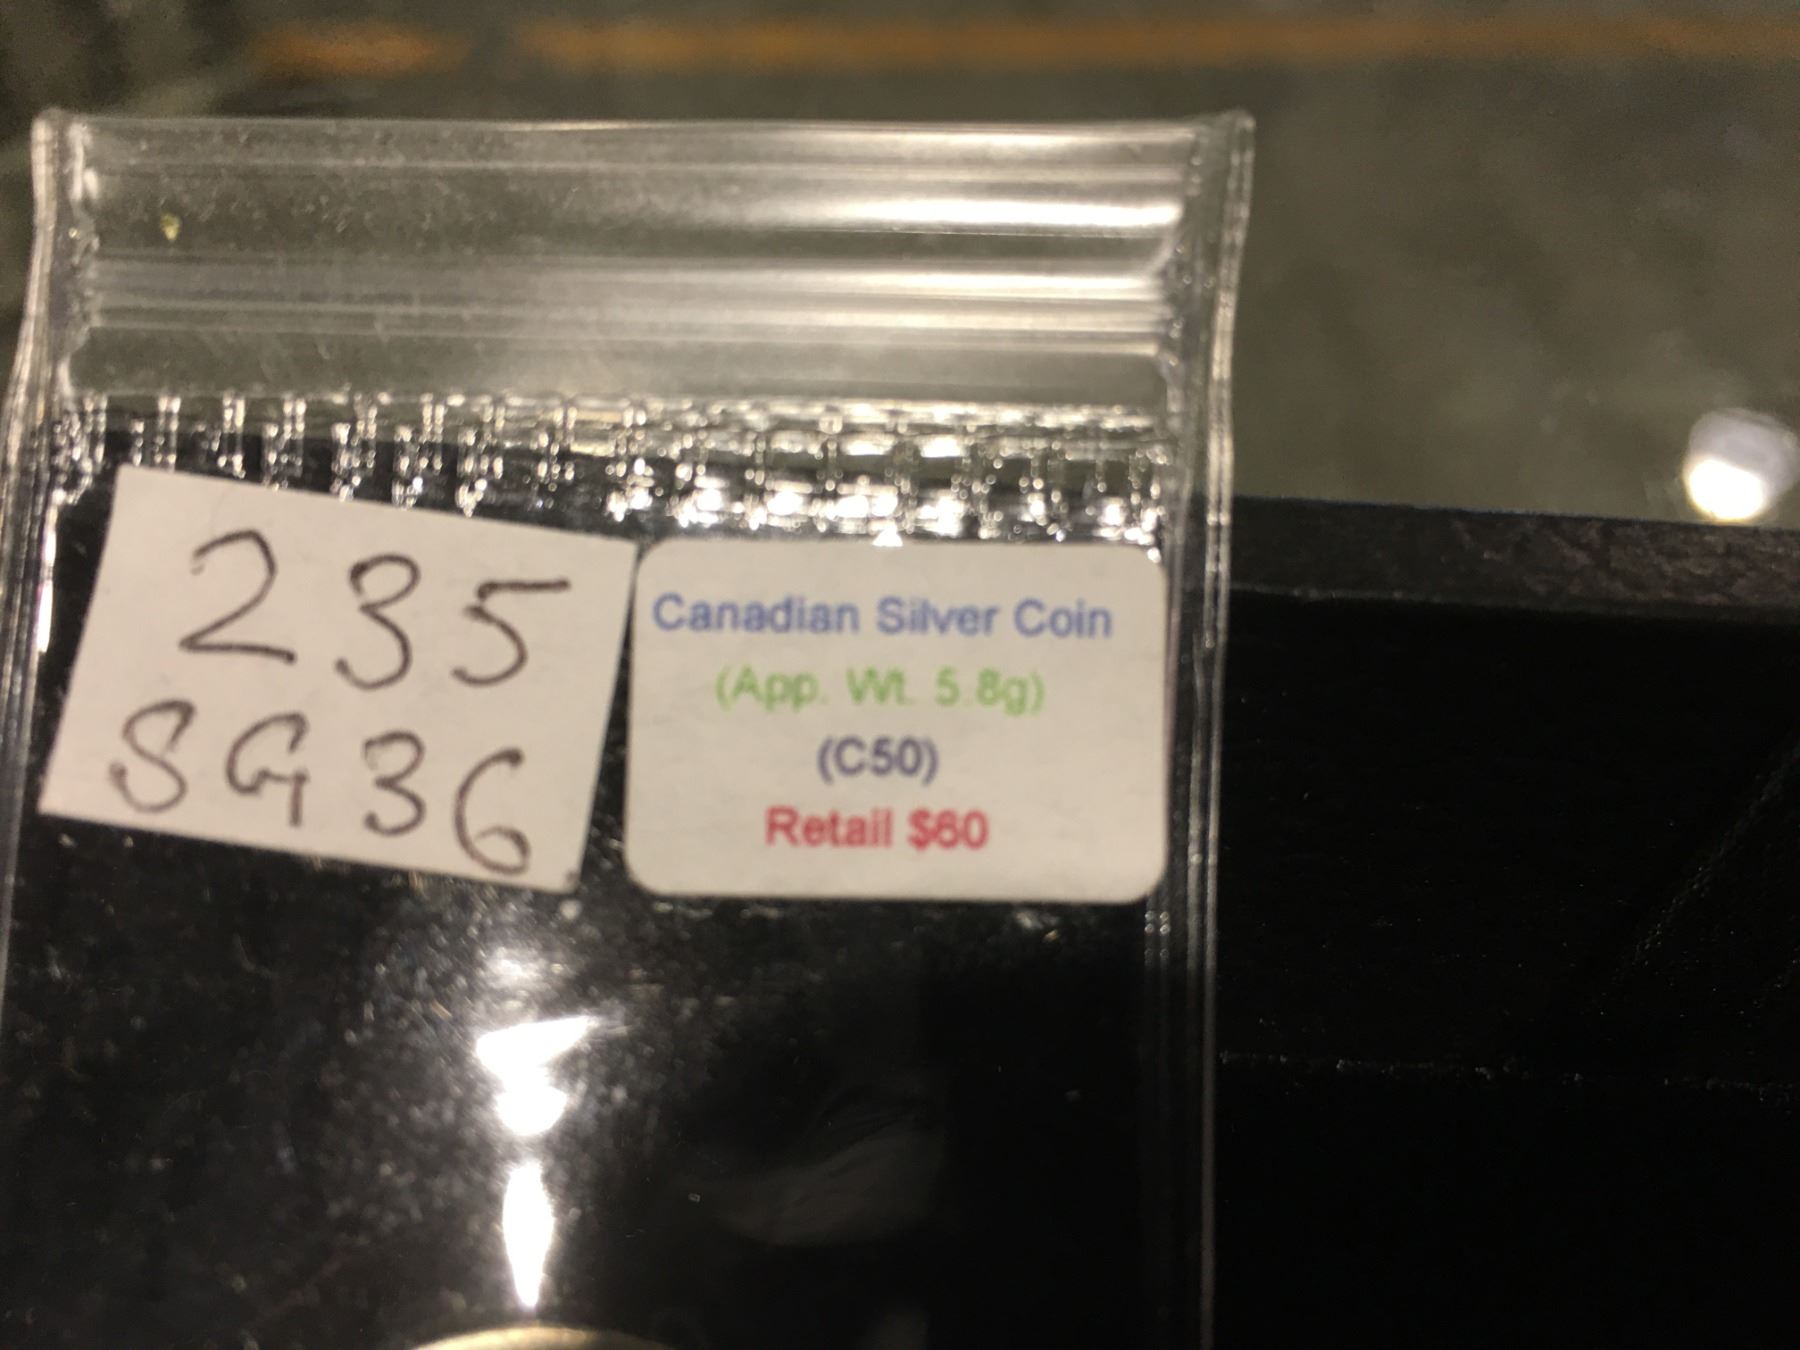 235
SG36
Canadian Silver Coin
(App. Wt. 5.8g)
(C50)
Retail $60